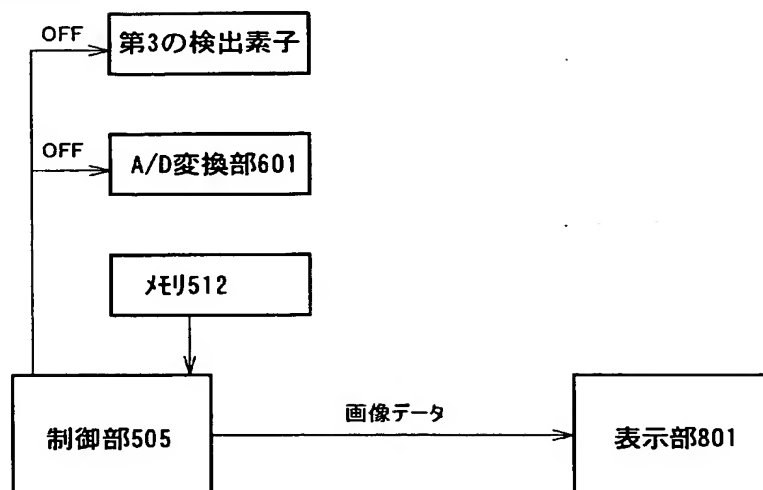 OFF
第3の検出素子
OFF
A/D変換部601
メモリ512
制御部505
画像データ
表示部801